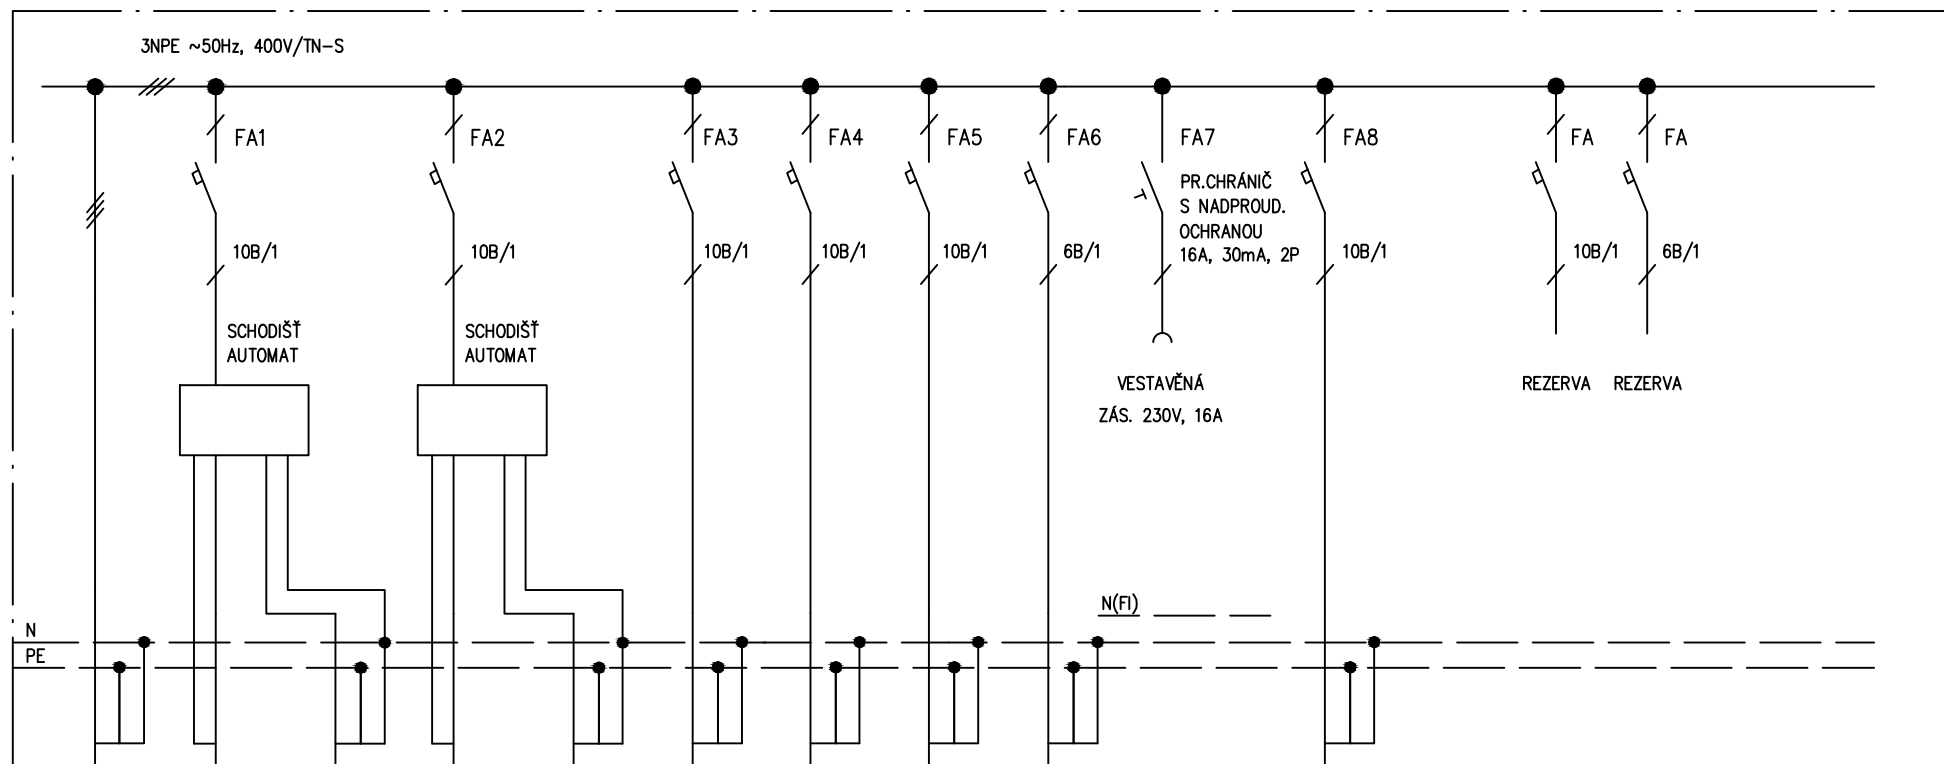 3NPE ~50Hz, 400V/TN-S
FA1
FA2
FA3
FA4
FA5
FA6
FA7
FA8
FA
FA
PR.CHRÁNIČ
S NADPROUD.
OCHRANOU
16A, 30mA, 2P
10B/1
10B/1
10B/1
10B/1
10B/1
6B/1
10B/1
10B/1
6B/1
SCHODIŠŤ
AUTOMAT
SCHODIŠŤ
AUTOMAT
VESTAVĚNÁ
ZÁS. 230V, 16A
REZERVA
REZERVA
N(FI)
N
PE